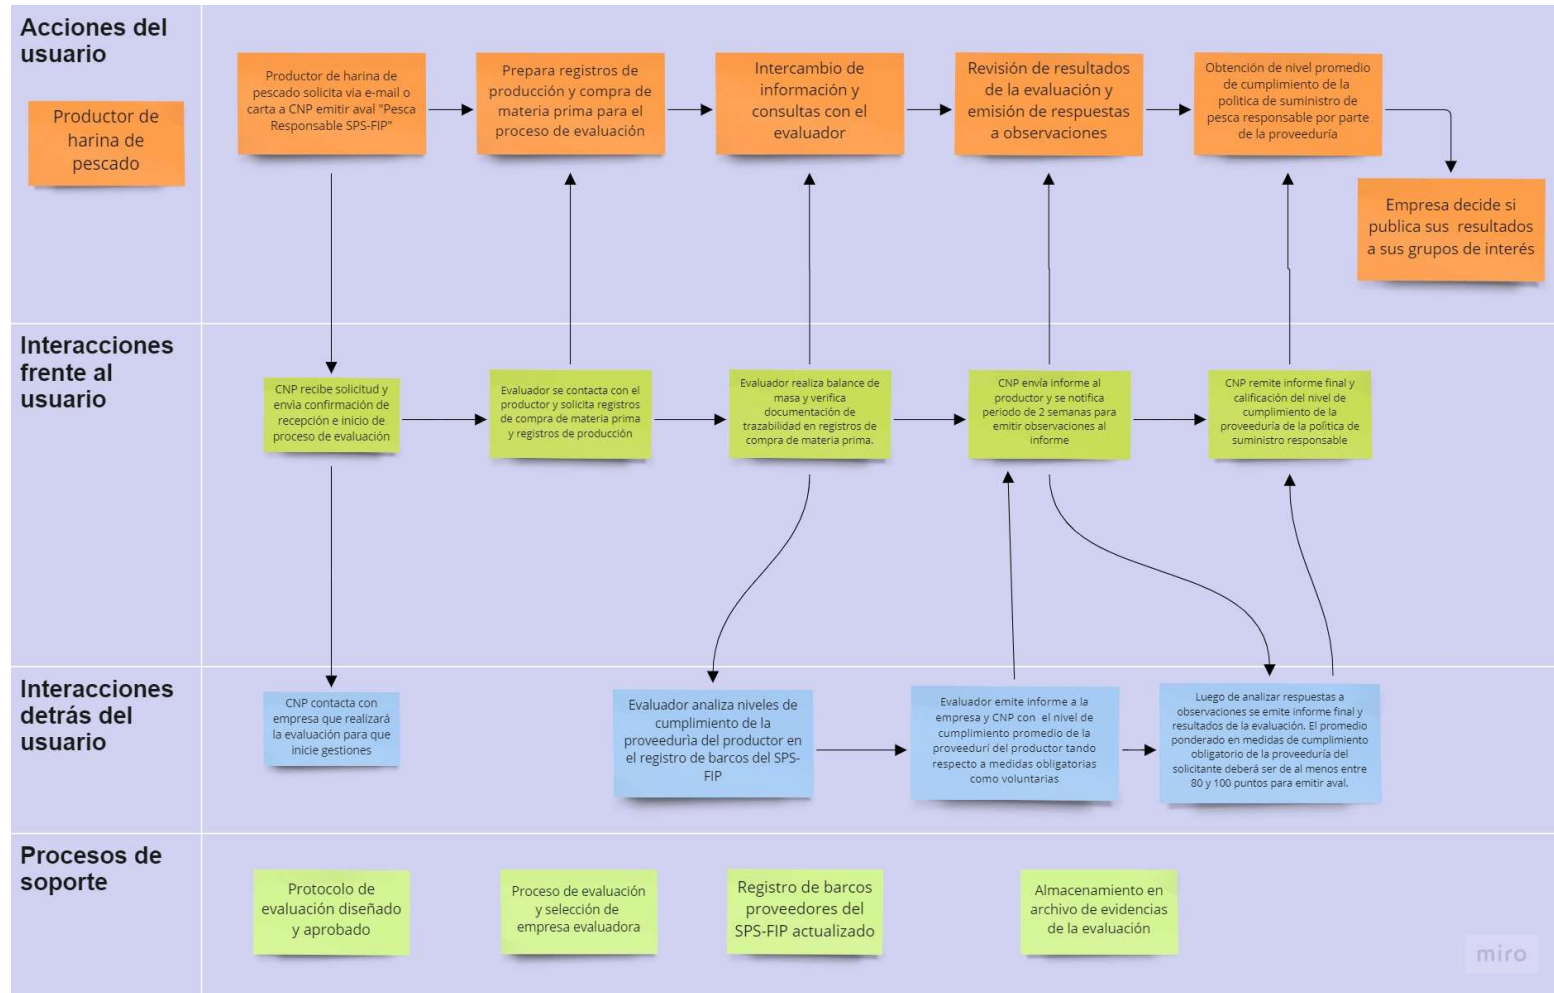 Acciones del
usuario
Productor de
harina de
pescado
Productor de harina de
pescado solicita via e-mail o
carta a CNP emitir aval "Pesca
Responsable SPS-FIP"
Prepara registros de
producción y compra de
materia prima para el
proceso de evaluación
Intercambio de
información y
consultas con el
evaluador
Revisión de resultados
de la evaluación y
emisión de respuestas
a observaciones
Obtención de nivel promedio
de cumplimiento de la
polìtica de suministro de
pesca responsable por parte
de la proveeduría
Empresa decide si
publica sus resultados
a sus grupos de interés
Interacciones
frente al
usuario
CNP recibe solicitud y
envìa confirmación de
recepción e inicio de
proceso de evaluación
Evaluador se contacta con el
productor y solicita registros
de compra de materia prima
y registros de producción
Evaluador realiza balance de
masa y verifica
documentación de
trazabilidad en registros de
compra de materia prima.
CNP envía informe al
productor y se notifica
periodo de 2 semanas para
emitir observaciones al
informe
CNP remite informe final y
calificación del nivel de
cumplimiento de la
proveeduría de la polìtica de
suministro responsable
Interacciones
detrás del
usuario
CNP contacta con
empresa que realizará
la evaluación para que
inicie gestiones
Evaluador analiza niveles de
cumplimiento de la
proveedurìa del productor en
el registro de barcos del SPS-
FIP
Evaluador emite informe a la
empresa y CNP con el nivel de
cumplimiento promedio de la
proveedurí del productor tando
respecto a medidas obligatorias
como voluntarias
Luego de analizar respuestas a
observaciones se emite informe final y
resultados de la evaluación. El promedio
ponderado en medidas de cumplimiento
obligatorio de la proveeduría del
solicitante deberá ser de al menos entre
80 y 100 puntos para emitir aval.
Procesos de
soporte
Protocolo de
evaluación diseñado
y aprobado
Proceso de evaluación
y selección de
empresa evaluadora
Registro de barcos
proveedores del
SPS-FIP actualizado
Almacenamiento en
archivo de evidencias
de la evaluación
miro